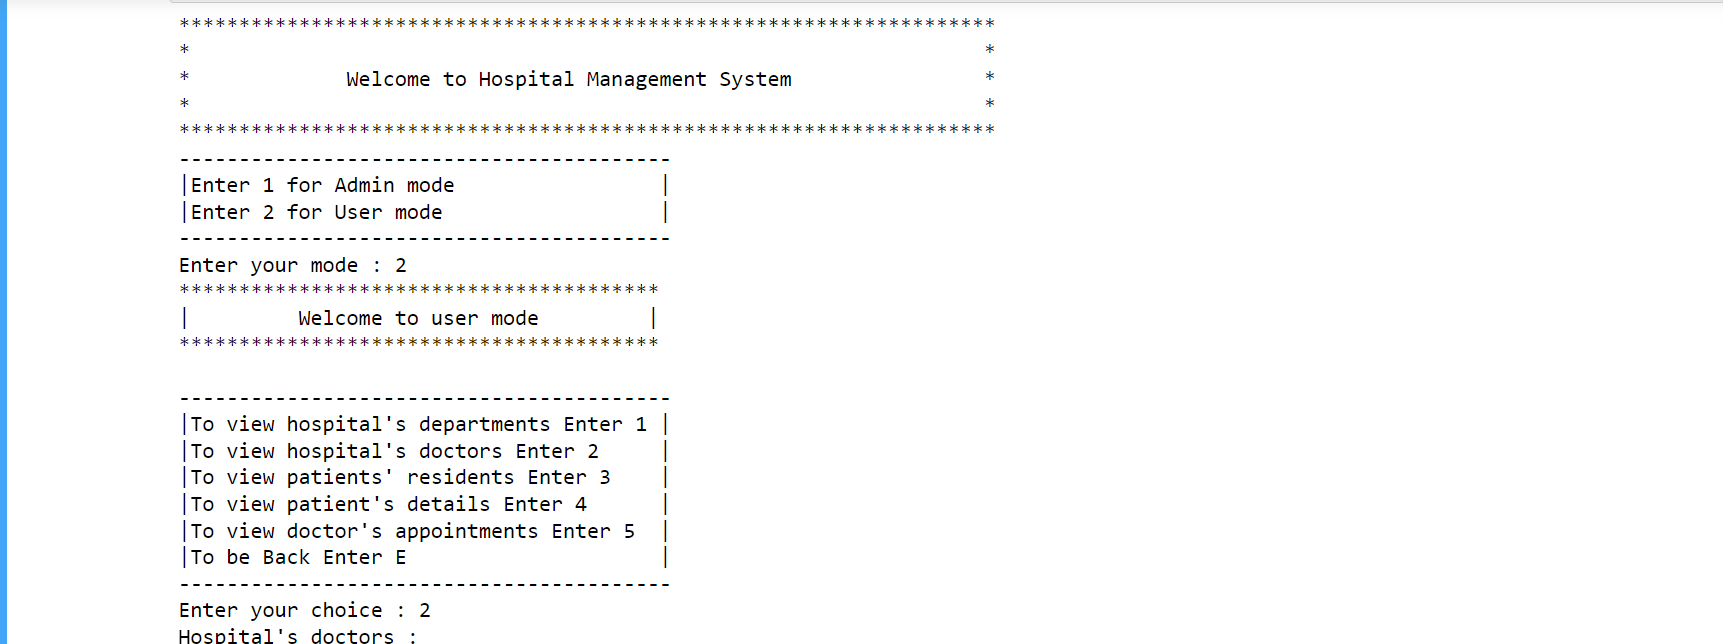 ********************************************************************
*                                                                  *
*             Welcome to Hospital Management System                *
*                                                                  *
********************************************************************
-----------------------------------------
|Enter 1 for Admin mode                 |
|Enter 2 for User mode                  |
-----------------------------------------
Enter your mode : 2
****************************************
|         Welcome to user mode         |
****************************************
-----------------------------------------
|To view hospital's departments Enter 1 |
|To view hospital's doctors Enter 2     |
|To view patients' residents Enter 3    |
|To view patient's details Enter 4      |
|To view doctor's appointments Enter 5  |
|To be Back Enter E                     |
-----------------------------------------
Enter your choice : 2
Hospital's doctors :